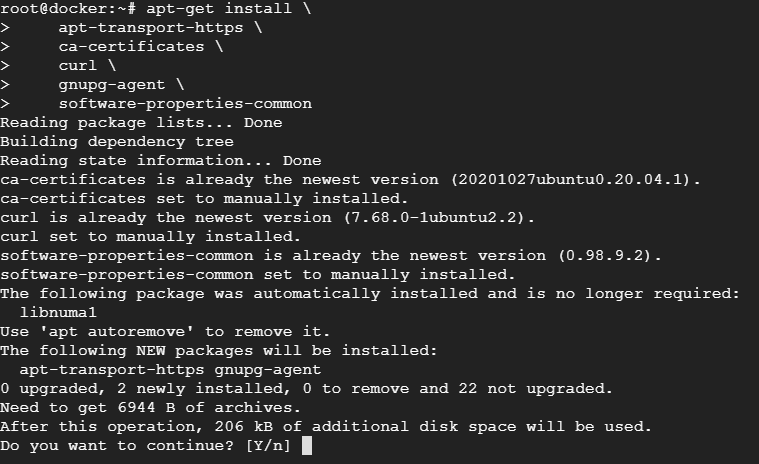 root@docker:~# apt-get install \
>     apt-transport-https \
>     ca-certificates \
>     curl \
>     gnupg-agent \
>     software-properties-common
Reading package lists... Done
Building dependency tree
Reading state information... Done
ca-certificates is already the newest version (20201027ubuntu0.20.04.1).
ca-certificates set to manually installed.
curl is already the newest version (7.68.0-1ubuntu2.2).
curl set to manually installed.
software-properties-common is already the newest version (0.98.9.2).
software-properties-common set to manually installed.
The following package was automatically installed and is no longer required:
  libnuma1
Use 'apt autoremove' to remove it.
The following NEW packages will be installed:
  apt-transport-https gnupg-agent
0 upgraded, 2 newly installed, 0 to remove and 22 not upgraded.
Need to get 6944 B of archives.
After this operation, 206 kB of additional disk space will be used.
Do you want to continue? [Y/n]